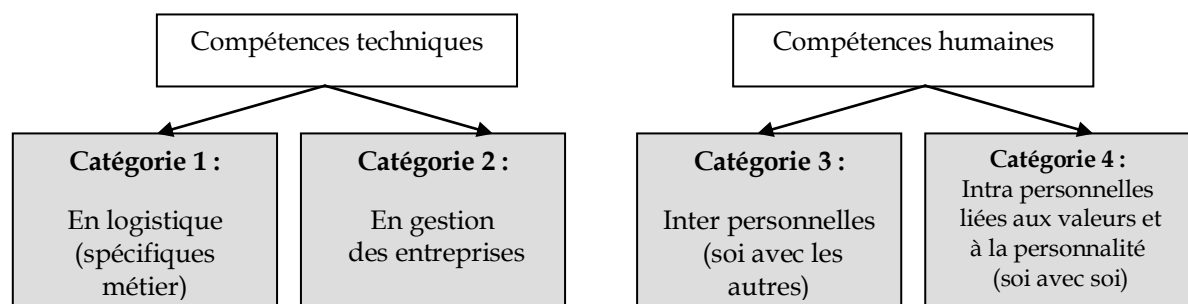 Compétences techniques
Compétences humaines
Catégorie 1 :
En logistique
(spécifiques
métier)
Catégorie 2 :
En gestion
des entreprises
Catégorie 3 :
Inter personnelles
(soi avec les
autres)
Catégorie 4 :
Intra personnelles
liées aux valeurs et
à la personnalité
(soi avec soi)